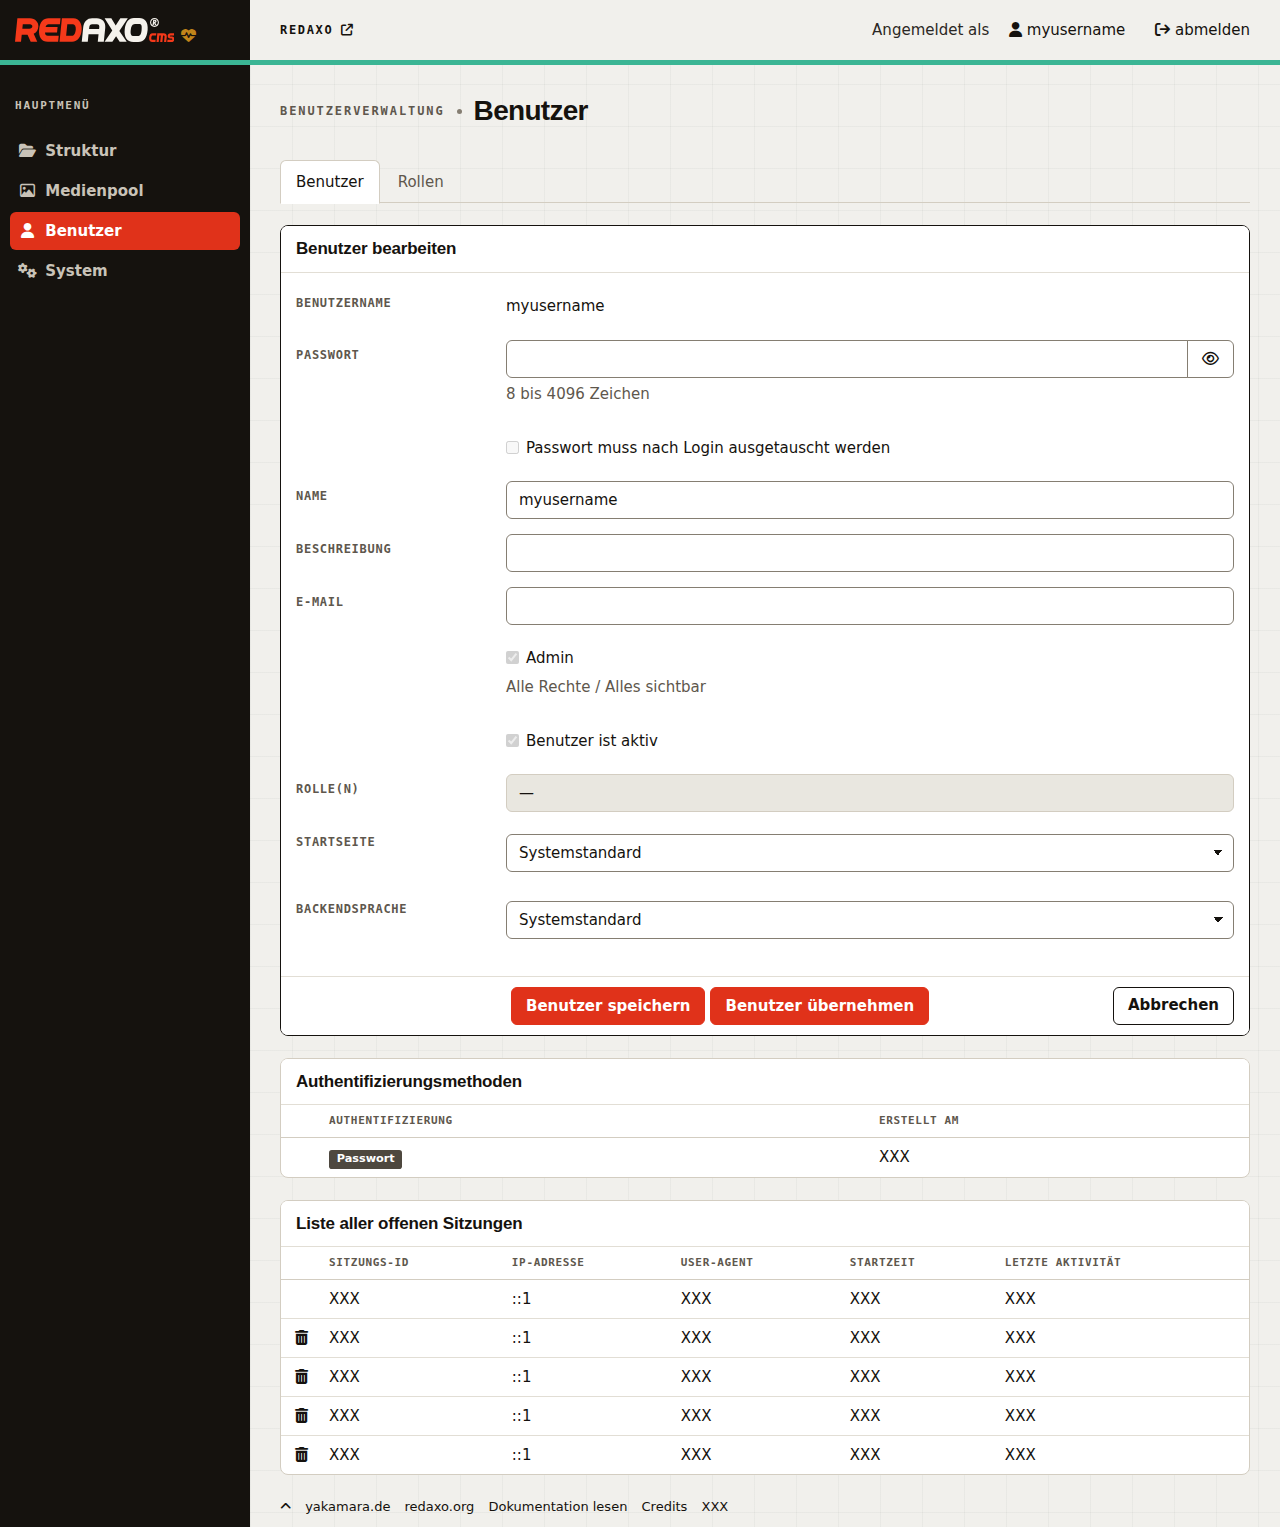 REDAXO® cms
REDAXO
Angemeldet als myusername abmelden
HAUPTMENÜ
Struktur
Medienpool
Benutzer
System
BENUTZERVERWALTUNG • Benutzer
Benutzer Rollen
Benutzer bearbeiten
BENUTZERNAME myusername
PASSWORT
8 bis 4096 Zeichen
Passwort muss nach Login ausgetauscht werden
NAME myusername
BESCHREIBUNG
E-MAIL
Admin
Alle Rechte / Alles sichtbar
Benutzer ist aktiv
ROLLE(N) —
STARTSEITE Systemstandard
BACKENDSPRACHE Systemstandard
Benutzer speichern Benutzer übernehmen Abbrechen
Authentifizierungsmethoden
AUTHENTIFIZIERUNG ERSTELLT AM
Passwort XXX
Liste aller offenen Sitzungen
SITZUNGS-ID IP-ADRESSE USER-AGENT STARTZEIT LETZTE AKTIVITÄT
XXX ::1 XXX XXX XXX
XXX ::1 XXX XXX XXX
XXX ::1 XXX XXX XXX
XXX ::1 XXX XXX XXX
XXX ::1 XXX XXX XXX
yakamara.de redaxo.org Dokumentation lesen Credits XXX